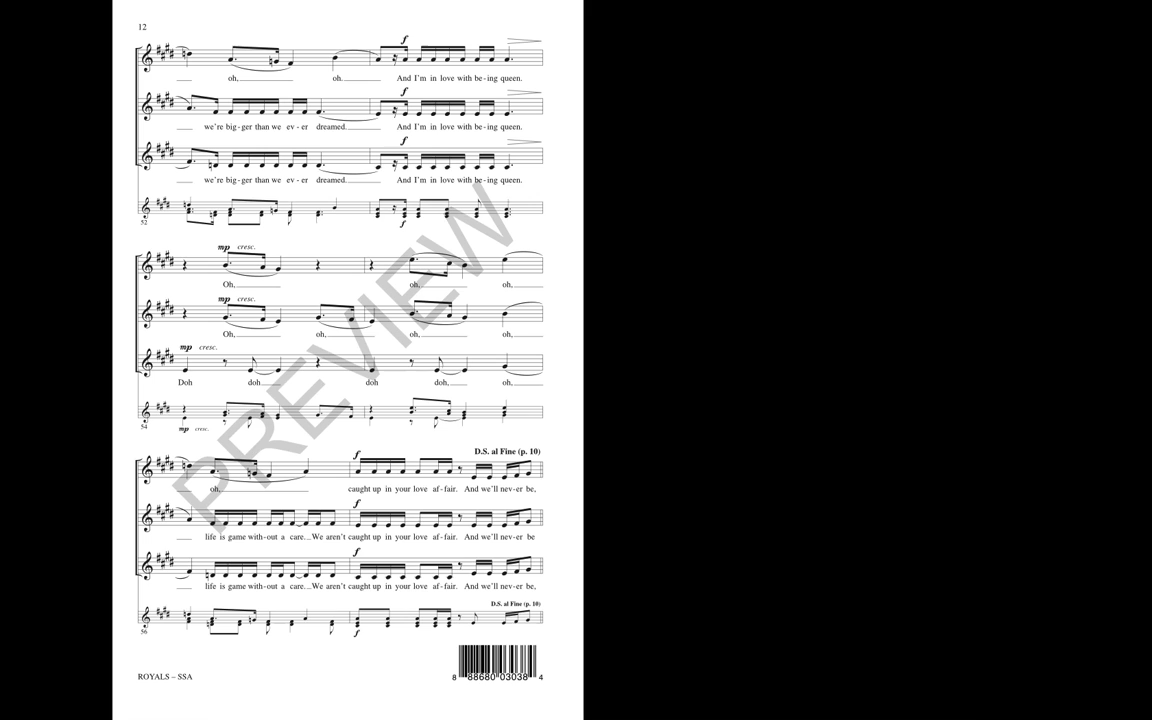 12
f
oh, oh. And I'm in love with be-ing queen.
f
we're big-ger than we ev-er dreamed. And I'm in love with be-ing queen.
f
we're big-ger than we ev-er dreamed. And I'm in love with be-ing queen.
52
f
mp cresc.
Oh, oh, oh,
mp cresc.
Oh, oh, oh, oh,
mp cresc.
Doh doh doh doh, oh,
54
mp cresc.
PREVIEW
D.S. al Fine (p. 10)
f
oh, caught up in your love af-fair. And we'll nev-er be,
f
life is game with-out a care. We aren't caught up in your love af-fair. And we'll nev-er be
f
life is game with-out a care. We aren't caught up in your love af-fair. And we'll nev-er be,
D.S. al Fine (p. 10)
56
f
ROYALS ~ SSA
8 88680 03038 4